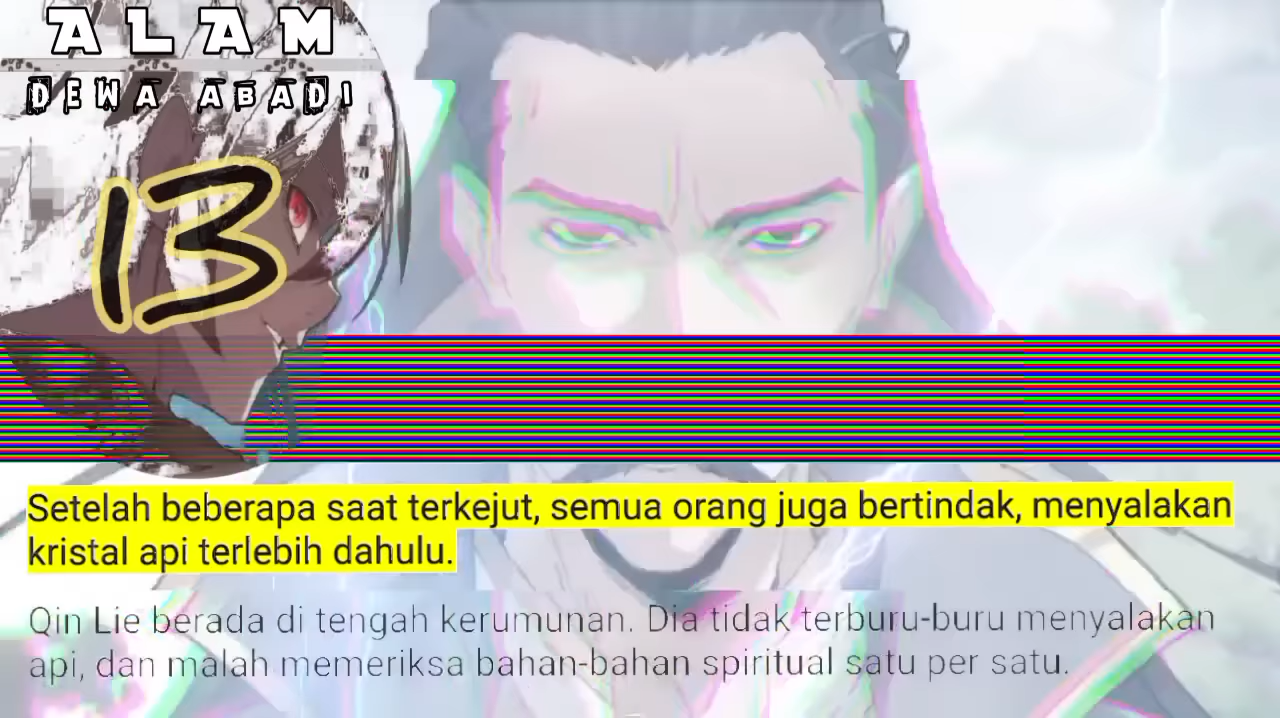 ALAM
DEWA ABADI
13
Setelah beberapa saat terkejut, semua orang juga bertindak, menyalakan
kristal api terlebih dahulu.
Qin Lie berada di tengah kerumunan. Dia tidak terburu-buru menyalakan
api, dan malah memeriksa bahan-bahan spiritual satu per satu.